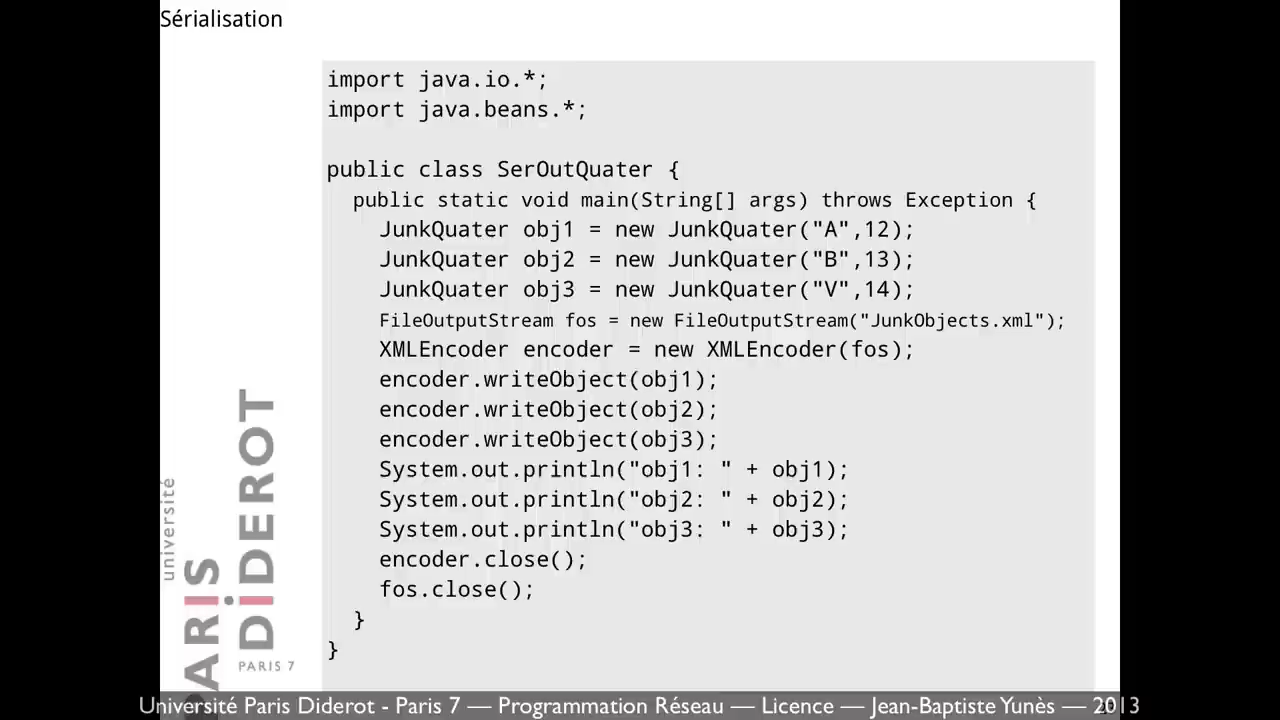 Sérialisation
import java.io.*;
import java.beans.*;
public class SerOutQuater {
public static void main(String[] args) throws Exception {
JunkQuater obj1 = new JunkQuater("A",12);
JunkQuater obj2 = new JunkQuater("B",13);
JunkQuater obj3 = new JunkQuater("V",14);
FileOutputStream fos = new FileOutputStream("JunkObjects.xml");
XMLEncoder encoder = new XMLEncoder(fos);
encoder.writeObject(obj1);
encoder.writeObject(obj2);
encoder.writeObject(obj3);
System.out.println("obj1: " + obj1);
System.out.println("obj2: " + obj2);
System.out.println("obj3: " + obj3);
encoder.close();
fos.close();
}
}
université
PARIS
DiDEROT
PARIS 7
Université Paris Diderot - Paris 7 — Programmation Réseau — Licence — Jean-Baptiste Yunès — 2013